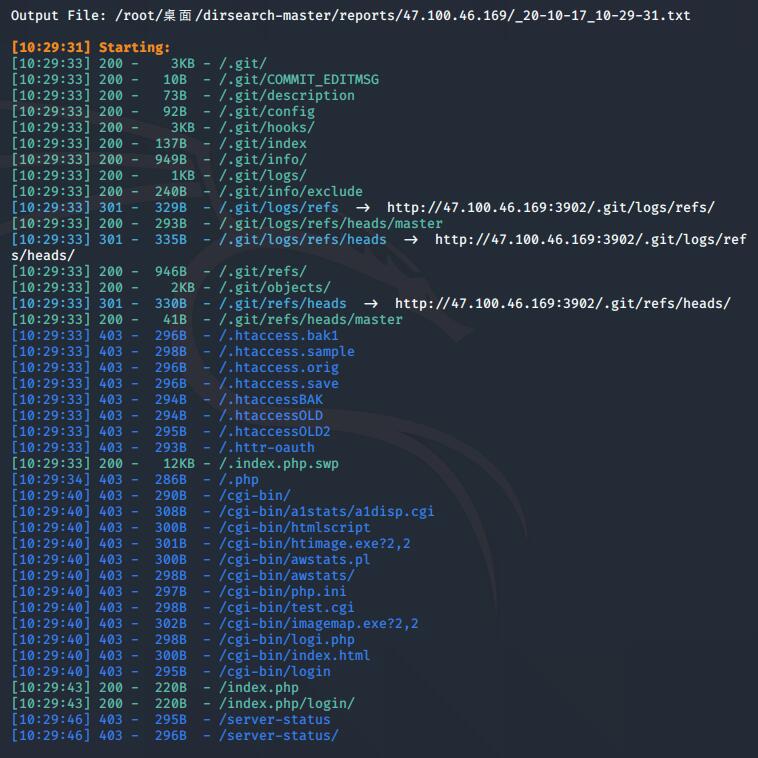 Output File: /root/桌面/dirsearch-master/reports/47.100.46.169/_20-10-17_10-29-31.txt
[10:29:31] Starting:
[10:29:33] 200 -    3KB - /.git/
[10:29:33] 200 -   10B  - /.git/COMMIT_EDITMSG
[10:29:33] 200 -   73B  - /.git/description
[10:29:33] 200 -   92B  - /.git/config
[10:29:33] 200 -    3KB - /.git/hooks/
[10:29:33] 200 -  137B  - /.git/index
[10:29:33] 200 -  949B  - /.git/info/
[10:29:33] 200 -    1KB - /.git/logs/
[10:29:33] 200 -  240B  - /.git/info/exclude
[10:29:33] 301 -  329B  - /.git/logs/refs  ->  http://47.100.46.169:3902/.git/logs/refs/
[10:29:33] 200 -  293B  - /.git/logs/refs/heads/master
[10:29:33] 301 -  335B  - /.git/logs/refs/heads  ->  http://47.100.46.169:3902/.git/logs/ref
s/heads/
[10:29:33] 200 -  946B  - /.git/refs/
[10:29:33] 200 -    2KB - /.git/objects/
[10:29:33] 301 -  330B  - /.git/refs/heads  ->  http://47.100.46.169:3902/.git/refs/heads/
[10:29:33] 200 -   41B  - /.git/refs/heads/master
[10:29:33] 403 -  296B  - /.htaccess.bak1
[10:29:33] 403 -  298B  - /.htaccess.sample
[10:29:33] 403 -  296B  - /.htaccess.orig
[10:29:33] 403 -  296B  - /.htaccess.save
[10:29:33] 403 -  294B  - /.htaccessBAK
[10:29:33] 403 -  294B  - /.htaccessOLD
[10:29:33] 403 -  295B  - /.htaccessOLD2
[10:29:33] 403 -  293B  - /.httr-oauth
[10:29:33] 200 -   12KB - /.index.php.swp
[10:29:34] 403 -  286B  - /.php
[10:29:40] 403 -  290B  - /cgi-bin/
[10:29:40] 403 -  308B  - /cgi-bin/a1stats/a1disp.cgi
[10:29:40] 403 -  300B  - /cgi-bin/htmlscript
[10:29:40] 403 -  301B  - /cgi-bin/htimage.exe?2,2
[10:29:40] 403 -  300B  - /cgi-bin/awstats.pl
[10:29:40] 403 -  298B  - /cgi-bin/awstats/
[10:29:40] 403 -  297B  - /cgi-bin/php.ini
[10:29:40] 403 -  298B  - /cgi-bin/test.cgi
[10:29:40] 403 -  302B  - /cgi-bin/imagemap.exe?2,2
[10:29:40] 403 -  298B  - /cgi-bin/logi.php
[10:29:40] 403 -  300B  - /cgi-bin/index.html
[10:29:40] 403 -  295B  - /cgi-bin/login
[10:29:43] 200 -  220B  - /index.php
[10:29:43] 200 -  220B  - /index.php/login/
[10:29:46] 403 -  295B  - /server-status
[10:29:46] 403 -  296B  - /server-status/